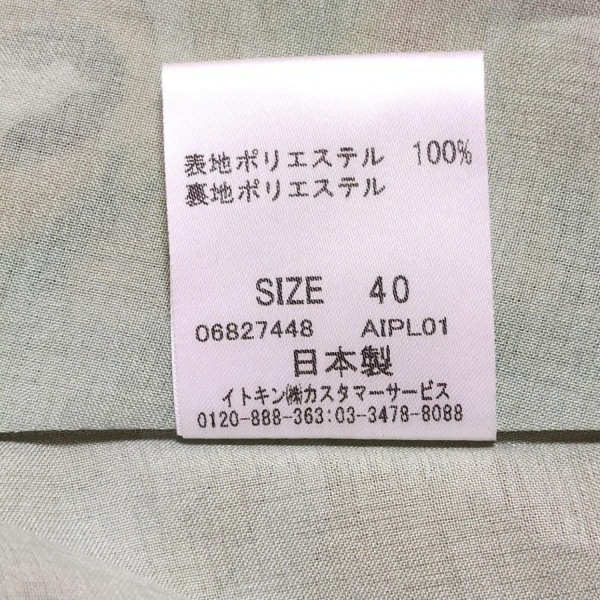 表地ポリエステル 100%
裏地ポリエステル
SIZE 40
06827448 AIPL01
日本製
イトキン㈱カスタマーサービス
0120-888-363:03-3478-8088